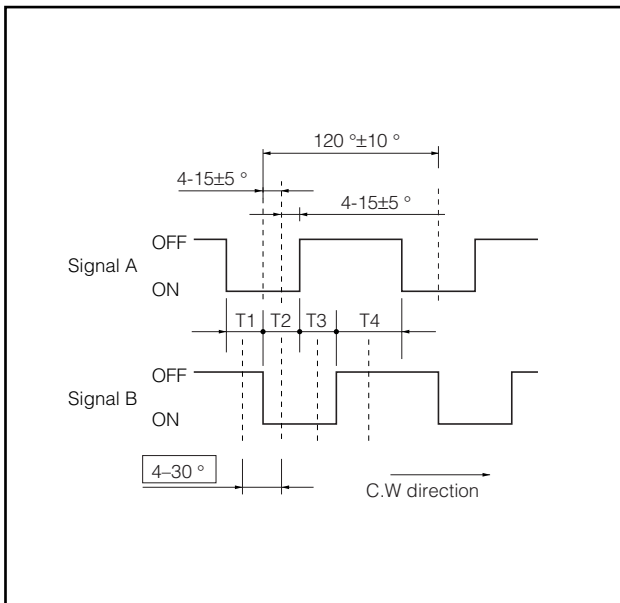 120 °±10 °
4-15±5 °
4-15±5 °
OFF
Signal A
ON
T1 T2 T3 T4
OFF
Signal B
ON
4–30 °
C.W direction